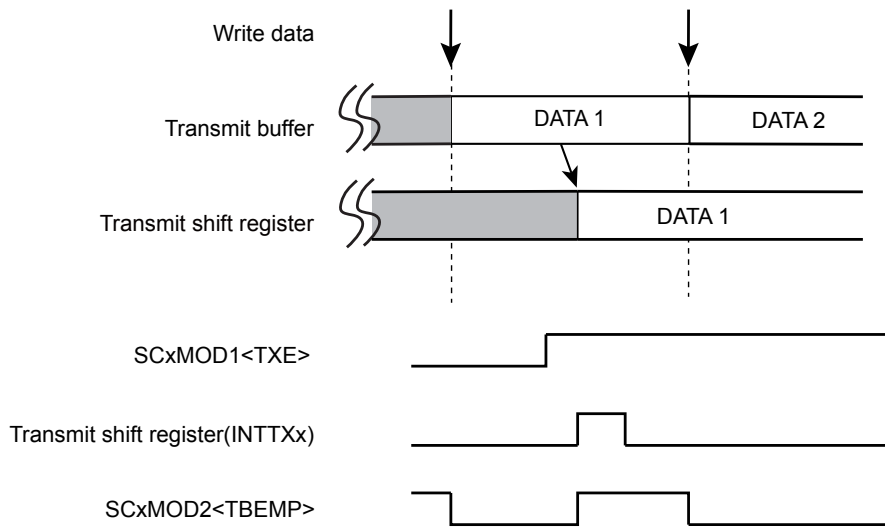 Write data
Transmit buffer
DATA 1
DATA 2
Transmit shift register
DATA 1
SCxMOD1<TXE>
Transmit shift register(INTTXx)
SCxMOD2<TBEMP>